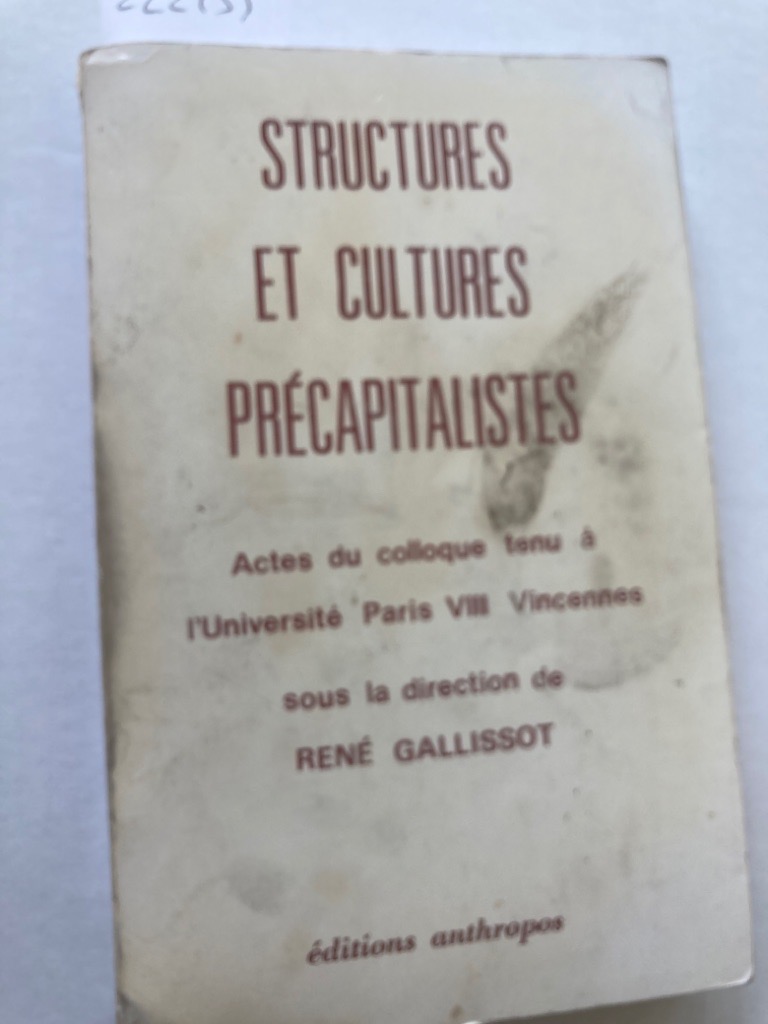 STRUCTURES
ET CULTURES
PRÉCAPITALISTES
Actes du colloque tenu à
l'Université Paris VIII Vincennes
sous la direction de
RENÉ GALLISSOT
éditions anthropos